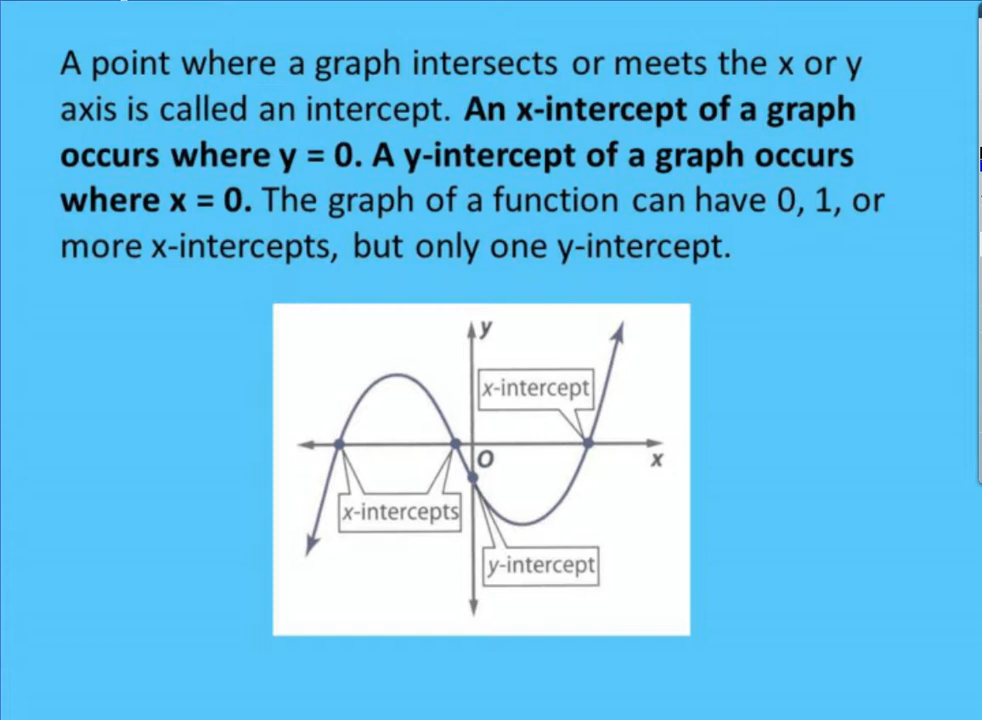 A point where a graph intersects or meets the x or y
axis is called an intercept. An x-intercept of a graph
occurs where y = 0. A y-intercept of a graph occurs
where x = 0. The graph of a function can have 0, 1, or
more x-intercepts, but only one y-intercept.
y
x-intercept
O
x
x-intercepts
y-intercept